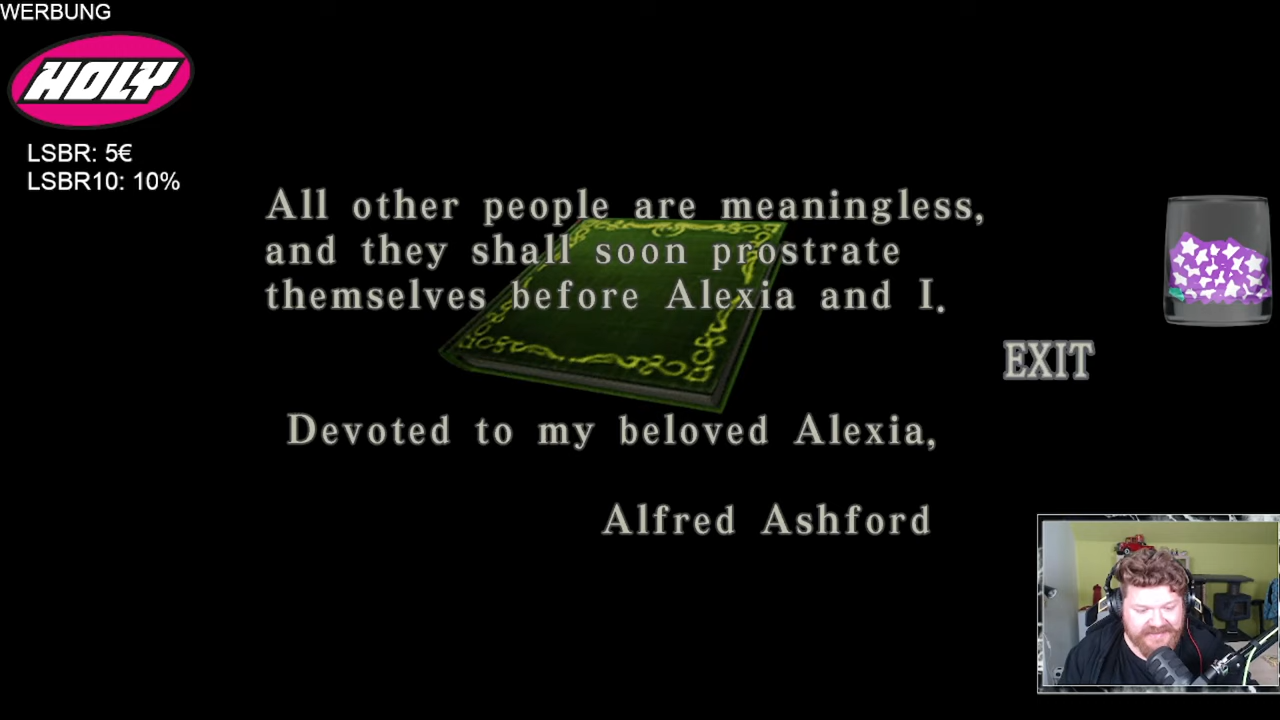 WERBUNG
HOLY
LSBR: 5€
LSBR10: 10%
All other people are meaningless,
and they shall soon prostrate
themselves before Alexia and I.
EXIT
Devoted to my beloved Alexia,
Alfred Ashford